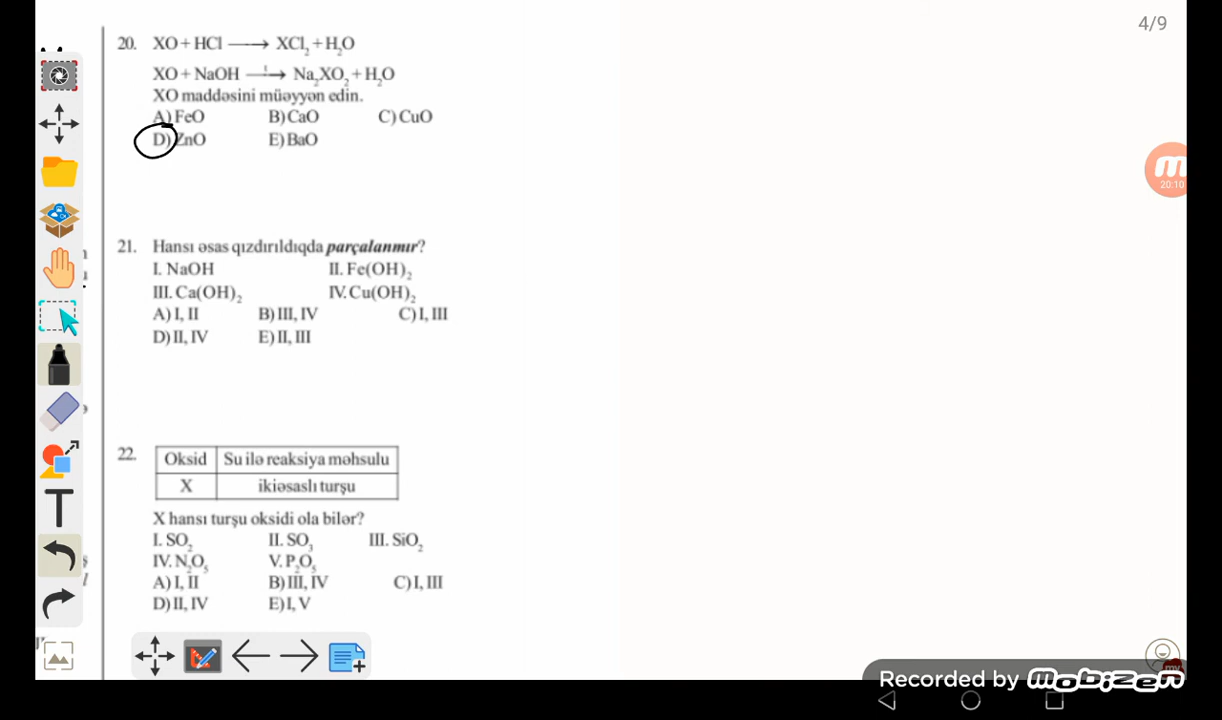 4/9
20. XO + HCl ⟶ XCl₂ + H₂O
XO + NaOH —t→ Na₂XO₂ + H₂O
XO maddəsini müəyyən edin.
A) FeO B) CaO C) CuO
D) ZnO E) BaO
21. Hansı əsas qızdırıldıqda parçalanmır?
I. NaOH II. Fe(OH)₂
III. Ca(OH)₂ IV. Cu(OH)₂
A) I, II B) III, IV C) I, III
D) II, IV E) II, III
22. Oksid Su ilə reaksiya məhsulu
X ikiəsaslı turşu
X hansı turşu oksidi ola bilər?
I. SO₂ II. SO₃ III. SiO₂
IV. N₂O₅ V. P₂O₅
A) I, II B) III, IV C) I, III
D) II, IV E) I, V
T
m
20:10
Recorded by mobizen
my